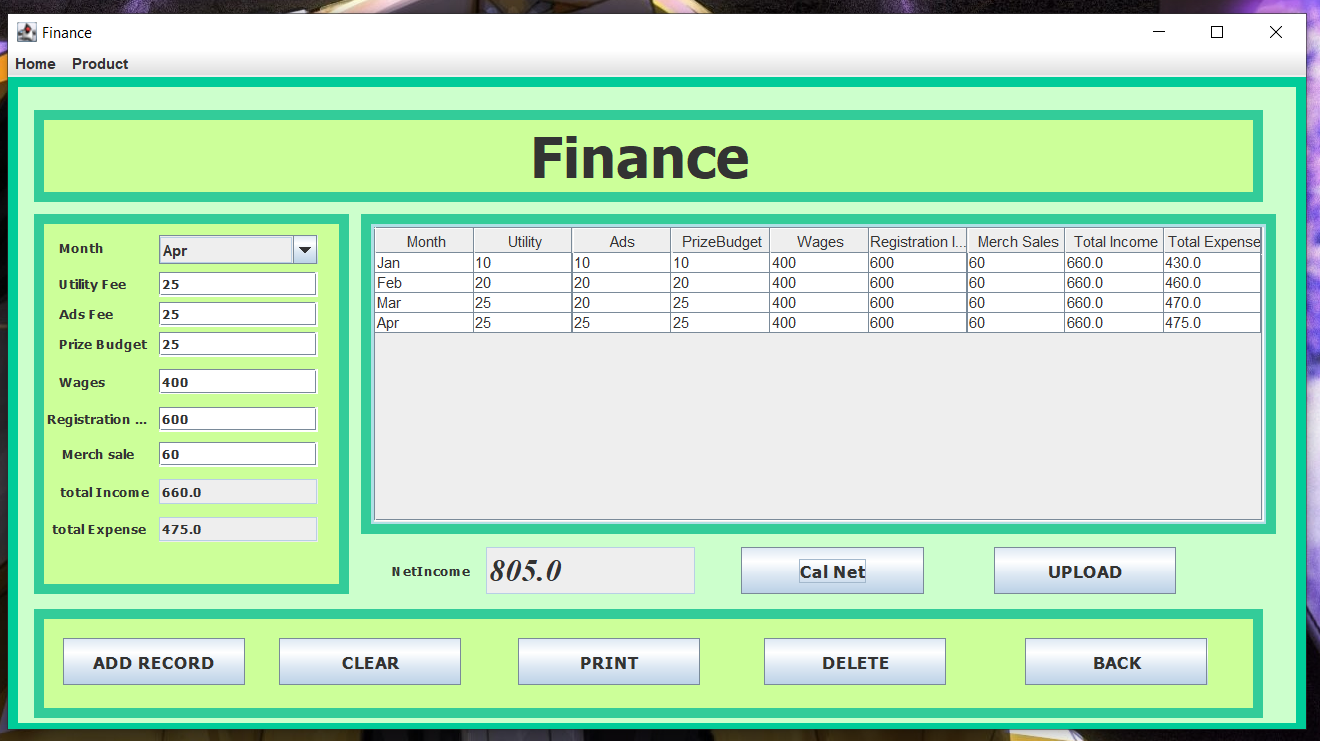 Finance
Home Product
Finance
Month Apr
Utility Fee 25
Ads Fee 25
Prize Budget 25
Wages 400
Registration ... 600
Merch sale 60
total Income 660.0
total Expense 475.0
Month Utility Ads PrizeBudget Wages Registration I... Merch Sales Total Income Total Expense
Jan 10 10 10 400 600 60 660.0 430.0
Feb 20 20 20 400 600 60 660.0 460.0
Mar 25 20 25 400 600 60 660.0 470.0
Apr 25 25 25 400 600 60 660.0 475.0
NetIncome 805.0 Cal Net UPLOAD
ADD RECORD CLEAR PRINT DELETE BACK